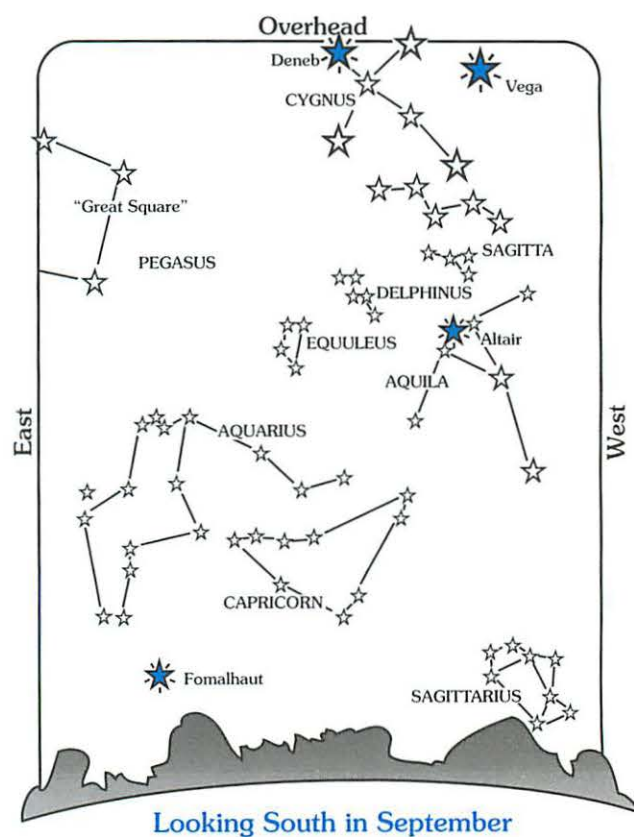 Overhead
Deneb
Vega
CYGNUS
"Great Square"
SAGITTA
PEGASUS
DELPHINUS
EQUULEUS
Altair
AQUILA
East
West
AQUARIUS
CAPRICORN
Fomalhaut
SAGITTARIUS
Looking South in September